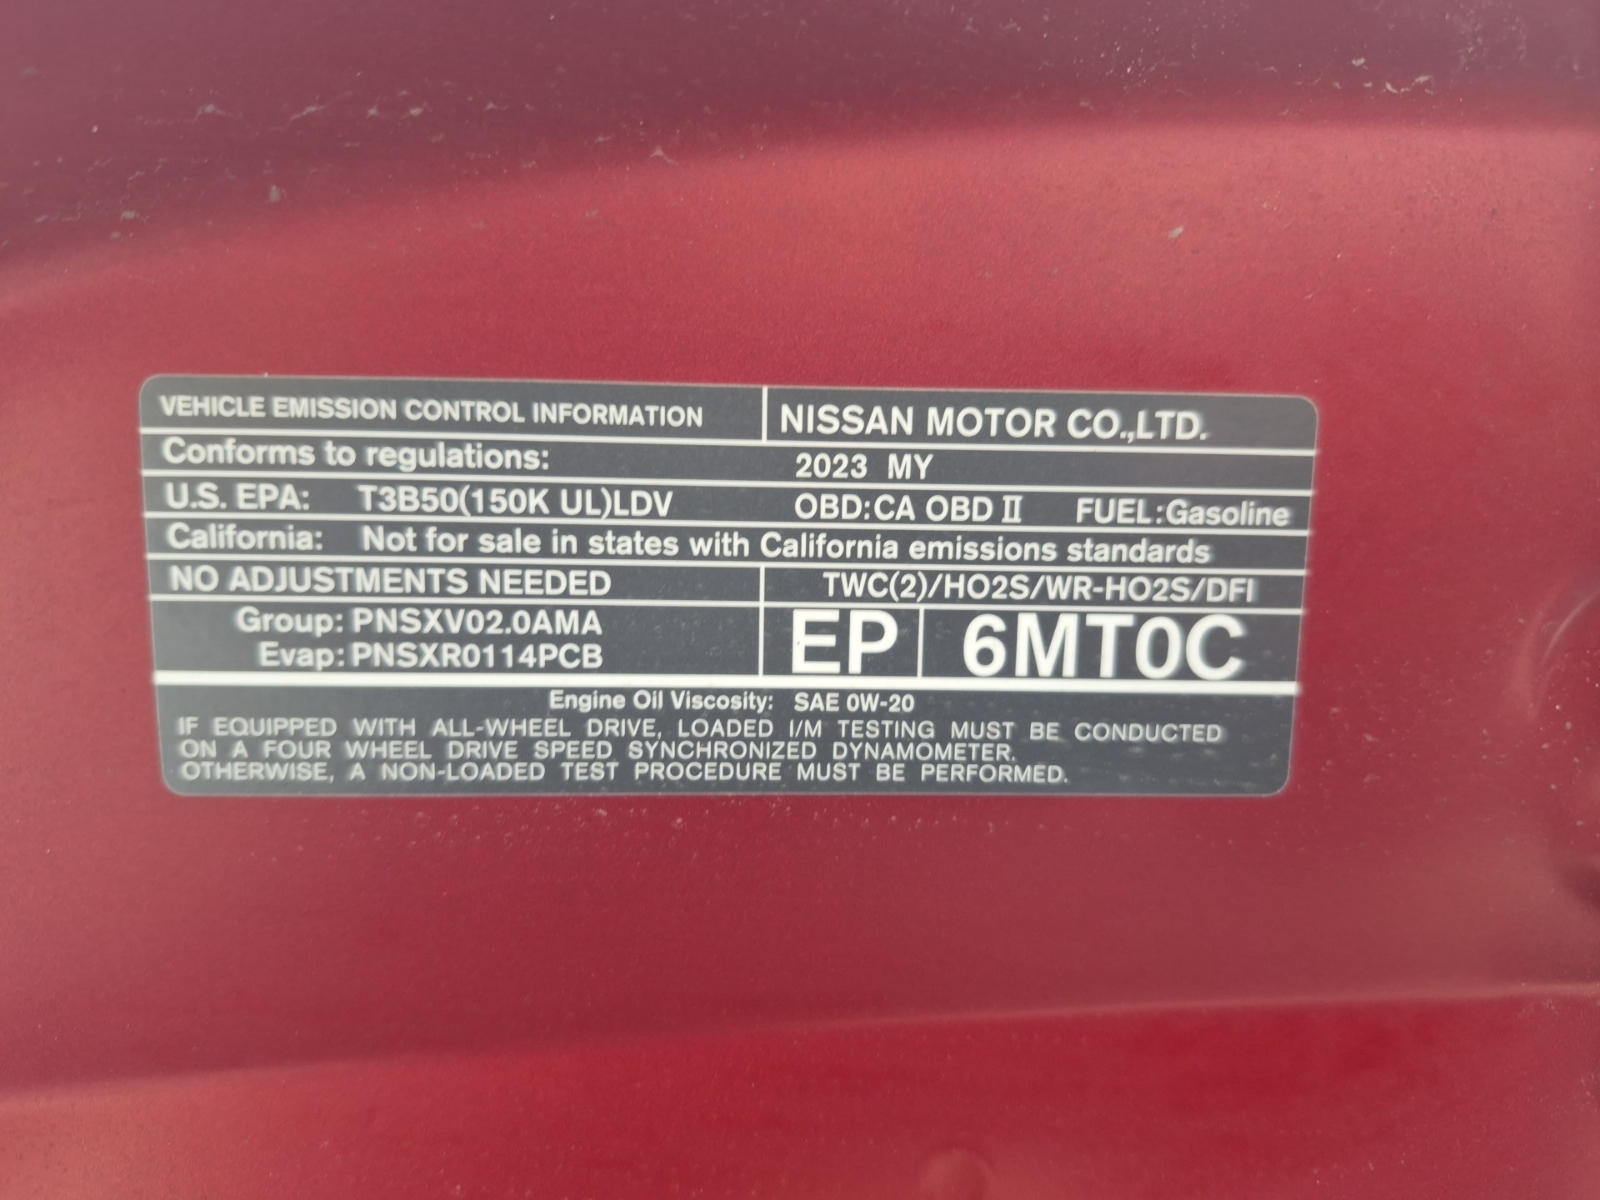 VEHICLE EMISSION CONTROL INFORMATION NISSAN MOTOR CO.,LTD.
Conforms to regulations: 2023 MY
U.S. EPA: T3B50(150K UL)LDV OBD:CA OBD II FUEL:Gasoline
California: Not for sale in states with California emissions standards
NO ADJUSTMENTS NEEDED TWC(2)/HO2S/WR-HO2S/DFI
Group: PNSXV02.0AMA
Evap: PNSXR0114PCB
EP 6MT0C
Engine Oil Viscosity: SAE 0W-20
IF EQUIPPED WITH ALL-WHEEL DRIVE, LOADED I/M TESTING MUST BE CONDUCTED
ON A FOUR WHEEL DRIVE SPEED SYNCHRONIZED DYNAMOMETER.
OTHERWISE, A NON-LOADED TEST PROCEDURE MUST BE PERFORMED.